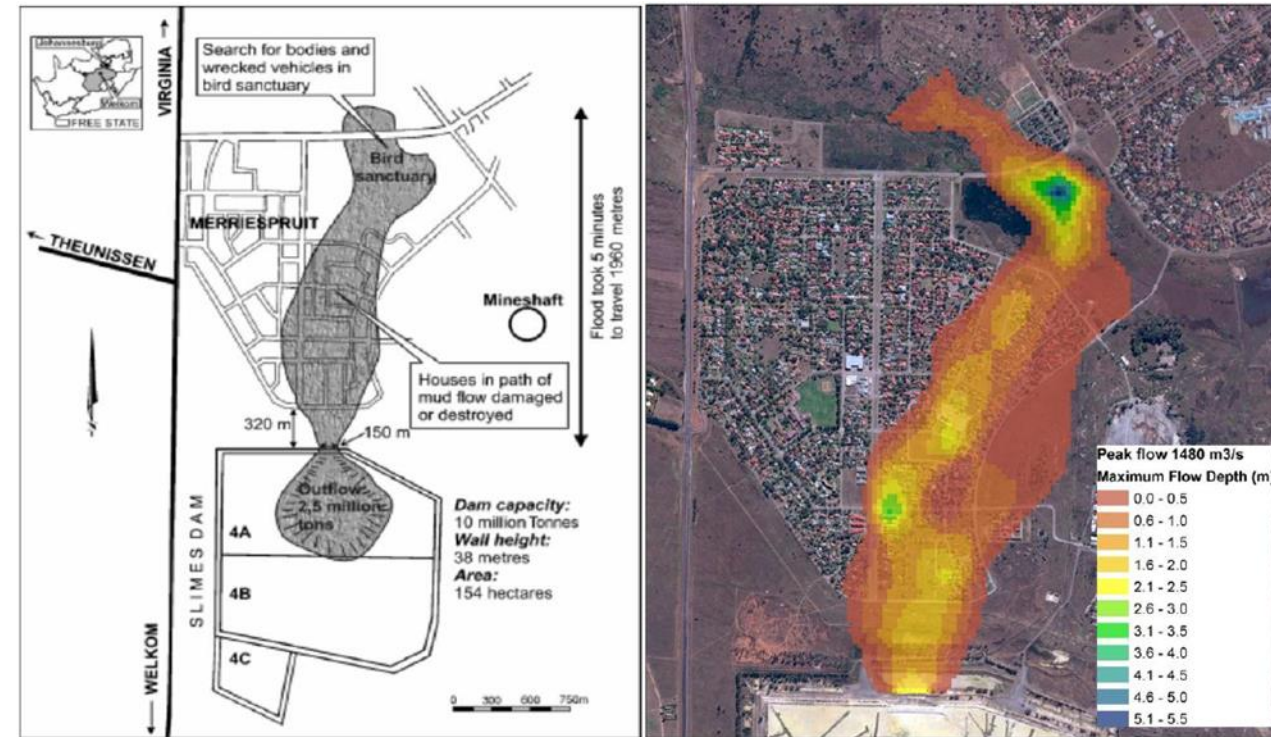 Johannesburg
Welkom
FREE STATE
VIRGINIA
Search for bodies and
wrecked vehicles in
bird sanctuary
Bird
sanctuary
MERRIESPRUIT
THEUNISSEN
Mineshaft
Flood took 5 minutes
to travel 1960 metres
Houses in path of
mud flow damaged
or destroyed
320 m
150 m
Outflow:
2,5 million
tons
SLIMES DAM
4A
4B
4C
Dam capacity:
10 million Tonnes
Wall height:
38 metres
Area:
154 hectares
WELKOM
0 300 600 750m
Peak flow 1480 m3/s
Maximum Flow Depth (m)
0.0 - 0.5
0.6 - 1.0
1.1 - 1.5
1.6 - 2.0
2.1 - 2.5
2.6 - 3.0
3.1 - 3.5
3.6 - 4.0
4.1 - 4.5
4.6 - 5.0
5.1 - 5.5